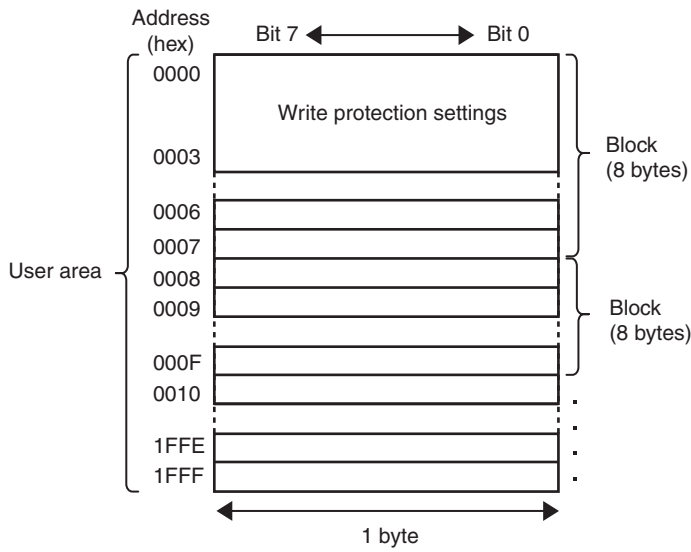 Address
(hex)
Bit 7
Bit 0
0000
Write protection settings
0003
Block
(8 bytes)
0006
0007
User area
0008
0009
Block
(8 bytes)
000F
0010
1FFE
1FFF
1 byte